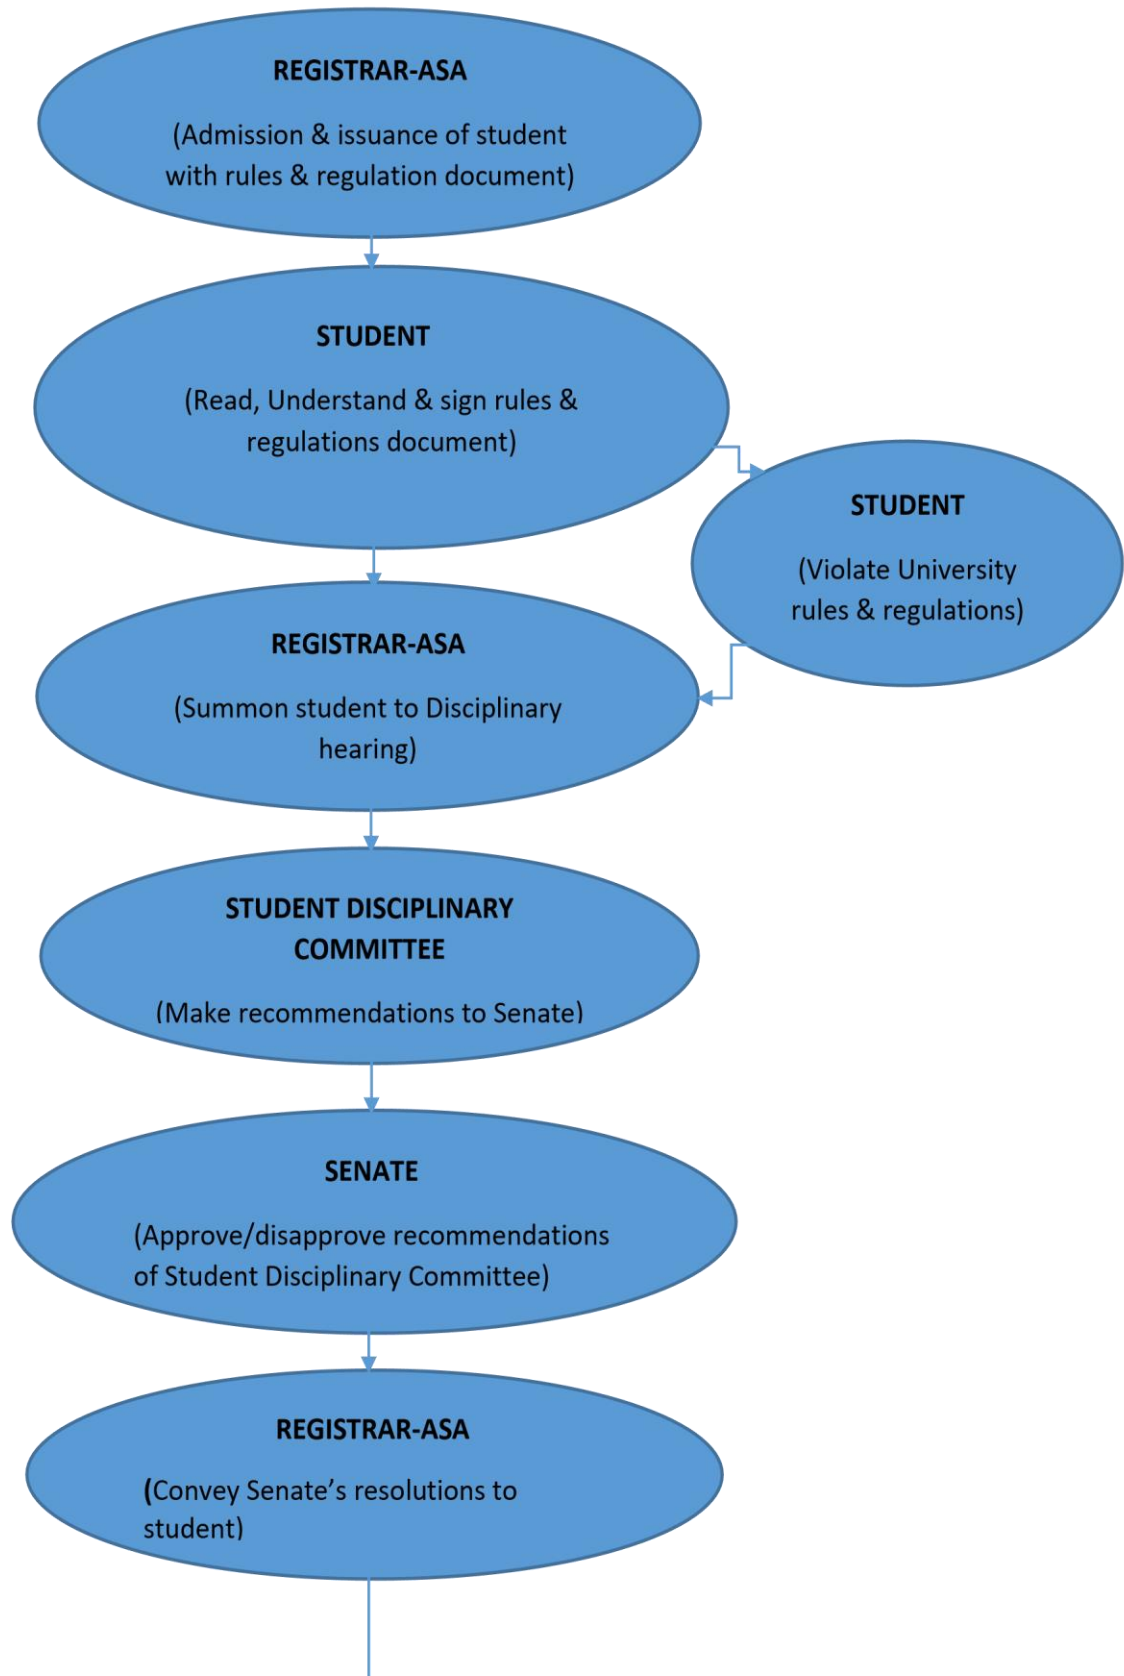 REGISTRAR-ASA
(Admission & issuance of student
with rules & regulation document)
STUDENT
(Read, Understand & sign rules &
regulations document)
STUDENT
(Violate University
rules & regulations)
REGISTRAR-ASA
(Summon student to Disciplinary
hearing)
STUDENT DISCIPLINARY
COMMITTEE
(Make recommendations to Senate)
SENATE
(Approve/disapprove recommendations
of Student Disciplinary Committee)
REGISTRAR-ASA
(Convey Senate’s resolutions to
student)